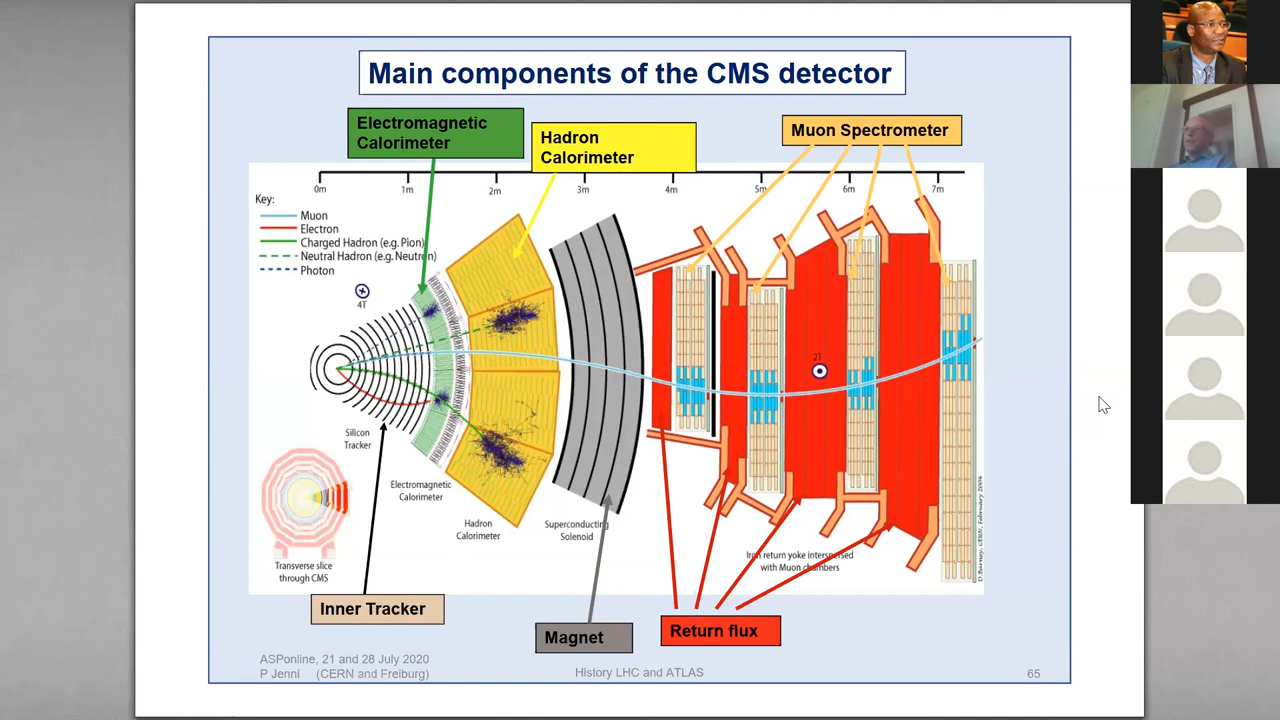 Main components of the CMS detector
Electromagnetic
Calorimeter
Hadron
Calorimeter
Muon Spectrometer
0m
1m
2m
3m
4m
5m
6m
7m
Key:
Muon
Electron
Charged Hadron (e.g. Pion)
Neutral Hadron (e.g. Neutron)
Photon
4T
2T
Silicon
Tracker
Electromagnetic
Calorimeter
Hadron
Calorimeter
Superconducting
Solenoid
Iron return yoke interspersed
with Muon chambers
Transverse slice
through CMS
D. Barney, CERN, February 2004
Inner Tracker
Magnet
Return flux
ASPonline, 21 and 28 July 2020
P Jenni (CERN and Freiburg)
History LHC and ATLAS
65